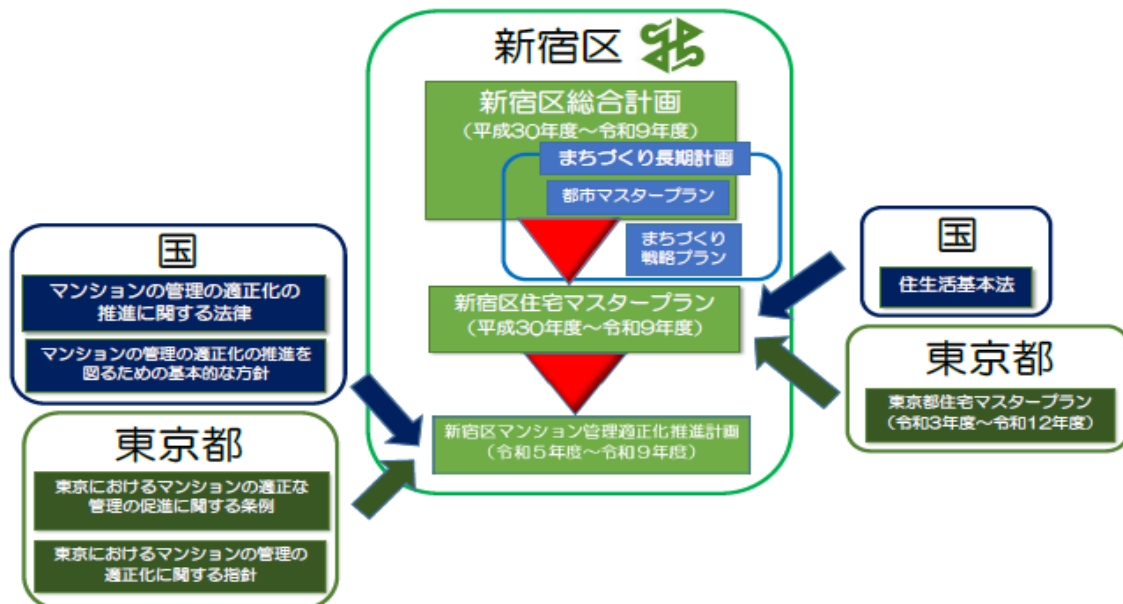 新宿区
新宿区総合計画
（平成30年度～令和9年度）
まちづくり長期計画
都市マスタープラン
まちづくり
戦略プラン
新宿区住宅マスタープラン
（平成30年度～令和9年度）
新宿区マンション管理適正化推進計画
（令和５年度～令和９年度）
国
マンションの管理の適正化の
推進に関する法律
マンションの管理の適正化の推進を
図るための基本的な方針
東京都
東京におけるマンションの適正な
管理の促進に関する条例
東京におけるマンションの管理の
適正化に関する指針
国
住生活基本法
東京都
東京都住宅マスタープラン
（令和3年度～令和12年度）